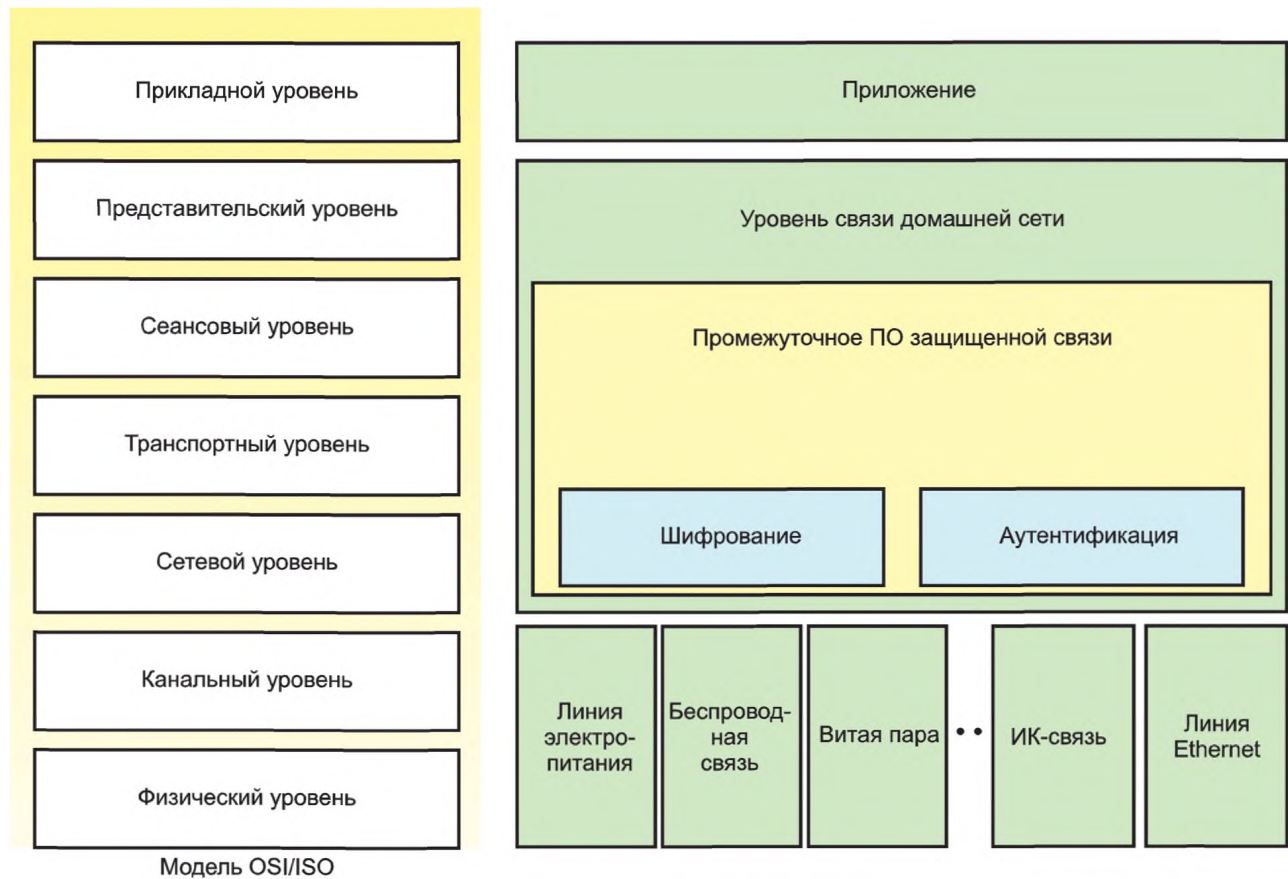 Прикладной уровень
Представительский уровень
Сеансовый уровень
Транспортный уровень
Сетевой уровень
Канальный уровень
Физический уровень
Модель OSI/ISO
Приложение
Уровень связи домашней сети
Промежуточное ПО защищенной связи
Шифрование
Аутентификация
Линия
электро-
питания
Беспровод-
ная
связь
Витая пара
• •
ИК-связь
Линия
Ethernet